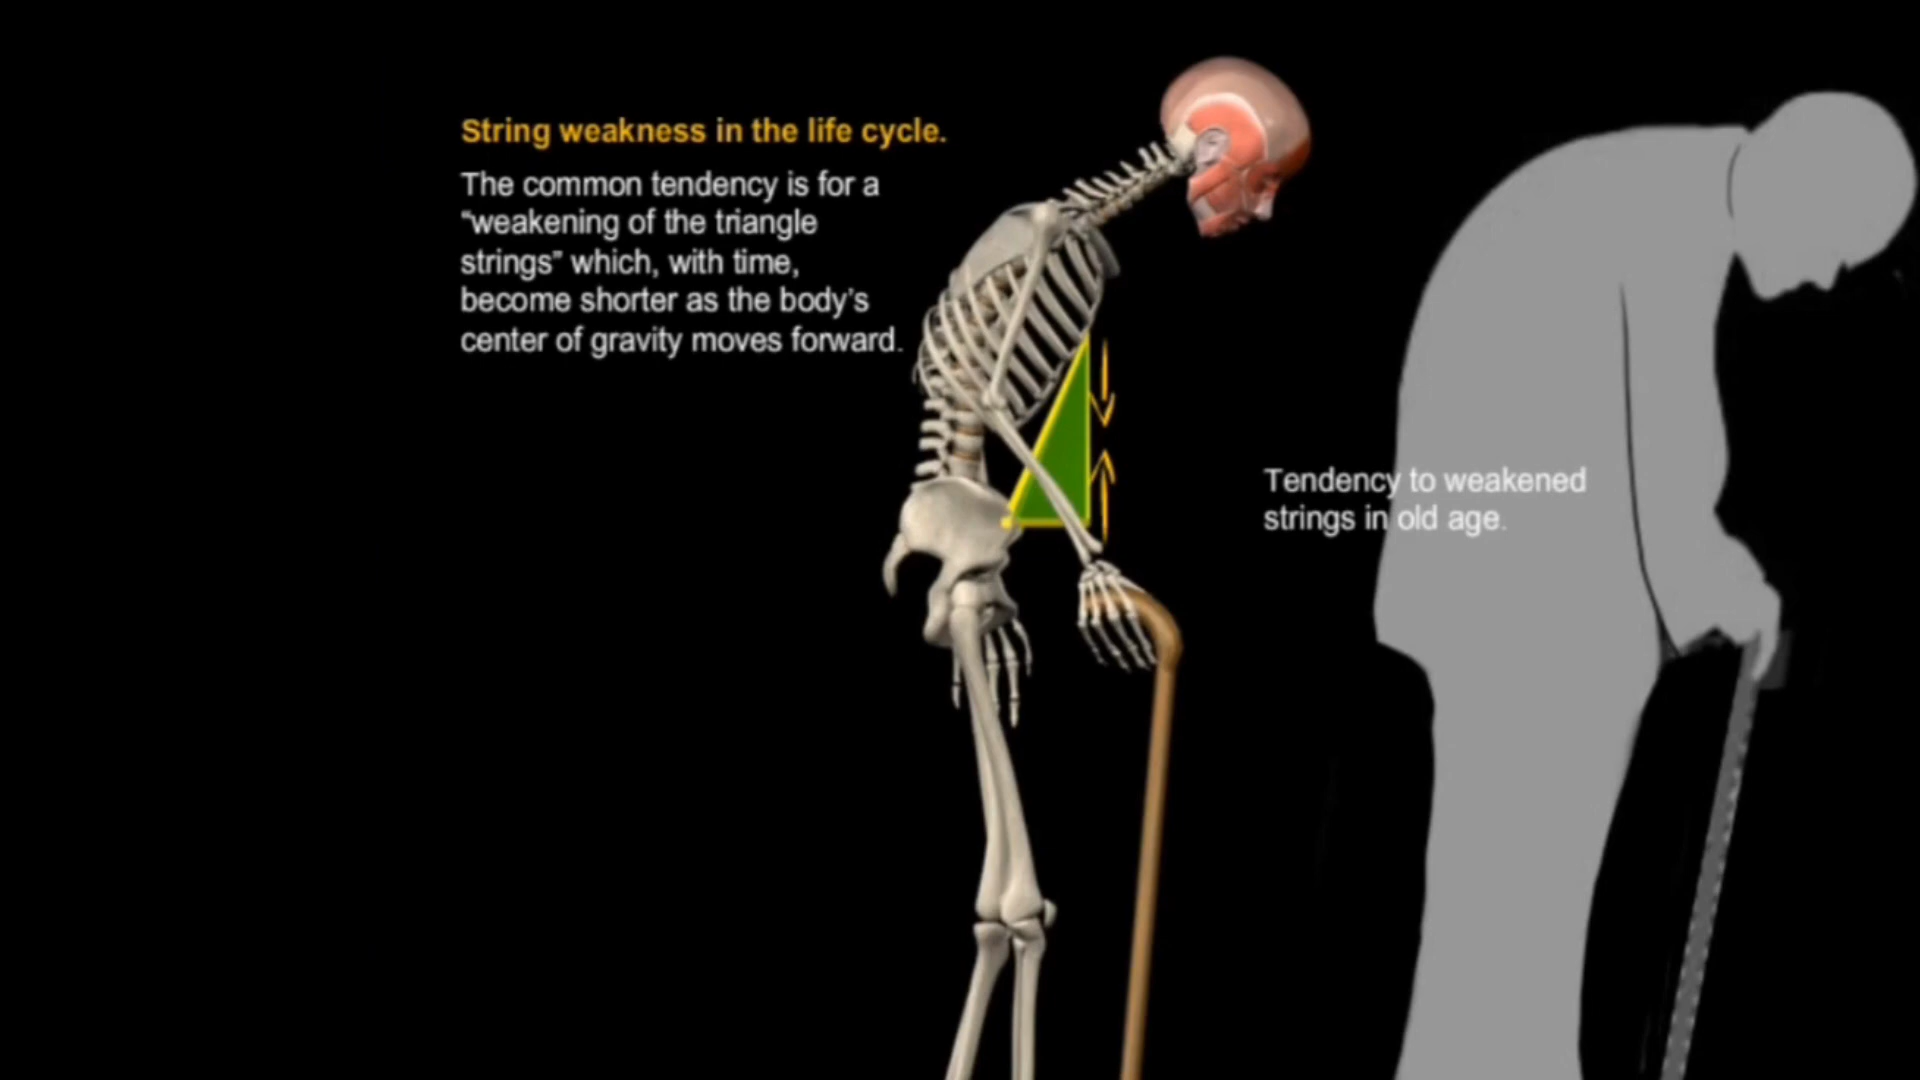 String weakness in the life cycle.
The common tendency is for a
“weakening of the triangle
strings” which, with time,
become shorter as the body’s
center of gravity moves forward.
Tendency to weakened
strings in old age.